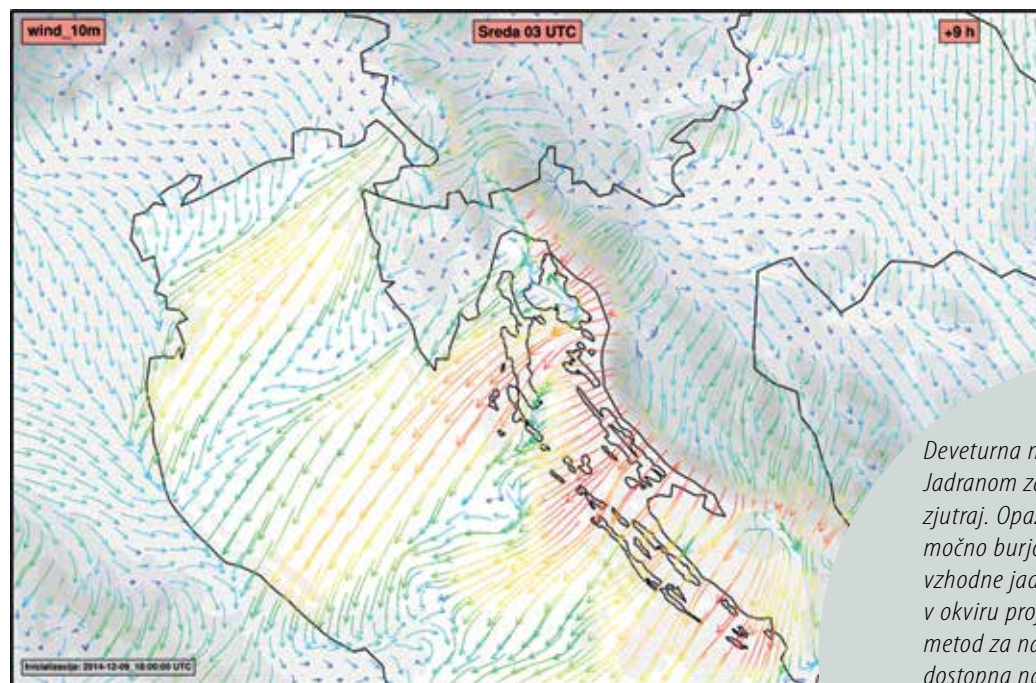 wind_10m
Sreda 03 UTC
+9 h
Inicializacija: 2014-12-09_18:00:00 UTC
Deveturna n
Jadranom za
zjutraj. Opaz
močno burjo
vzhodne jad
v okviru proj
metod za na
dostopna na